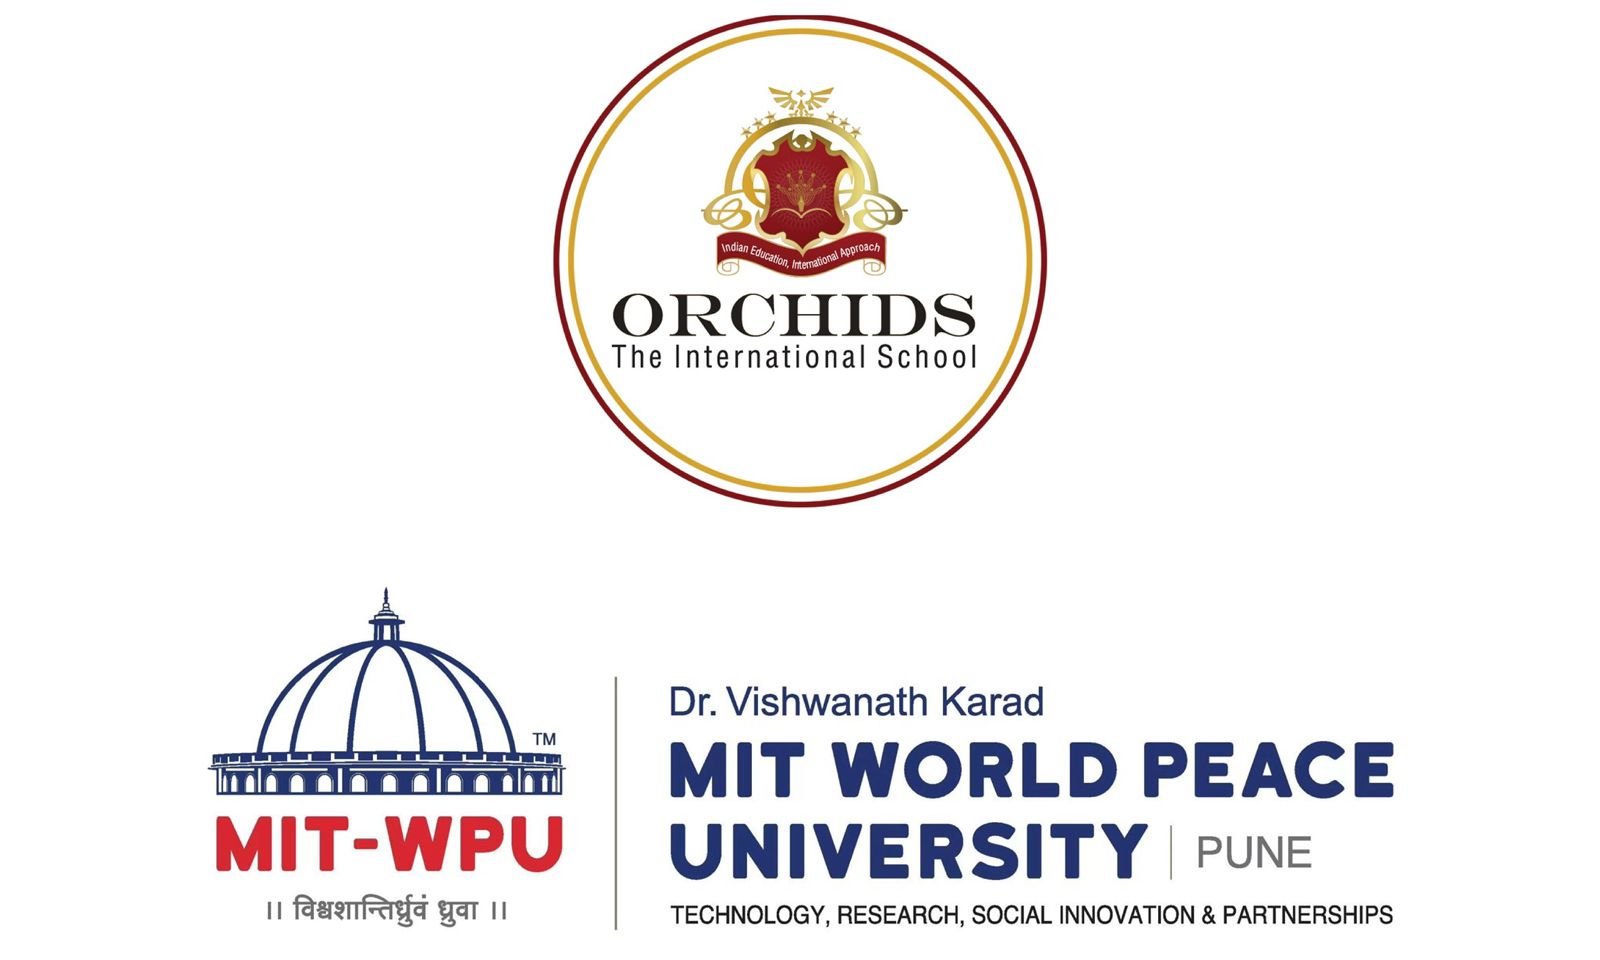 Indian Education, International Approach
ORCHIDS
The International School
TM
MIT-WPU
।। विश्वशान्तिर्ध्रुवं ध्रुवा ।।
Dr. Vishwanath Karad
MIT WORLD PEACE
UNIVERSITY | PUNE
TECHNOLOGY, RESEARCH, SOCIAL INNOVATION & PARTNERSHIPS